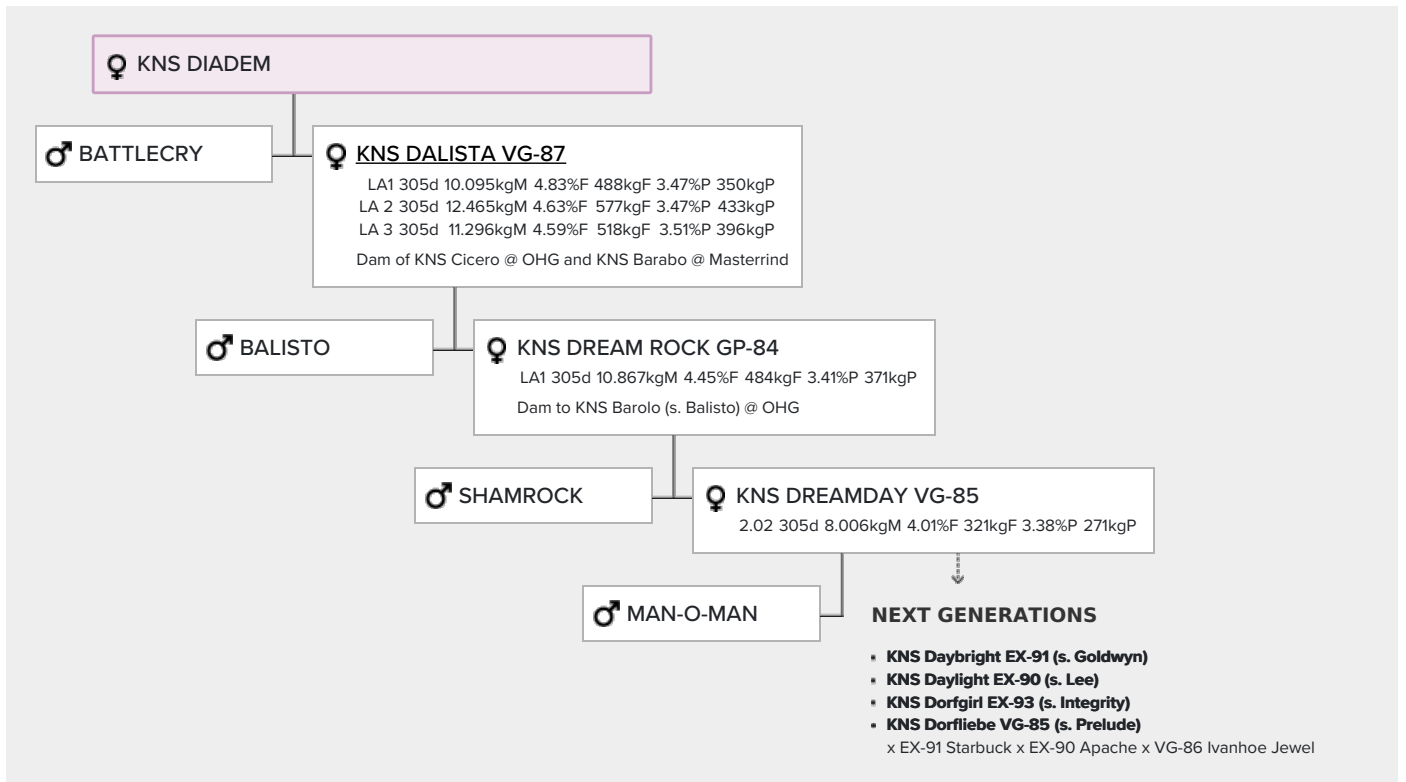 KNS DIADEM
BATTLECRY
KNS DALISTA VG-87
LA1 305d 10.095kgM 4.83%F 488kgF 3.47%P 350kgP
LA 2 305d 12.465kgM 4.63%F 577kgF 3.47%P 433kgP
LA 3 305d 11.296kgM 4.59%F 518kgF 3.51%P 396kgP
Dam of KNS Cicero @ OHG and KNS Barabo @ Masterrind
BALISTO
KNS DREAM ROCK GP-84
LA1 305d 10.867kgM 4.45%F 484kgF 3.41%P 371kgP
Dam to KNS Barolo (s. Balisto) @ OHG
SHAMROCK
KNS DREAMDAY VG-85
2.02 305d 8.006kgM 4.01%F 321kgF 3.38%P 271kgP
MAN-O-MAN
NEXT GENERATIONS
▪ KNS Daybright EX-91 (s. Goldwyn)
▪ KNS Daylight EX-90 (s. Lee)
▪ KNS Dorfgirl EX-93 (s. Integrity)
▪ KNS Dorfliebe VG-85 (s. Prelude)
x EX-91 Starbuck x EX-90 Apache x VG-86 Ivanhoe Jewel